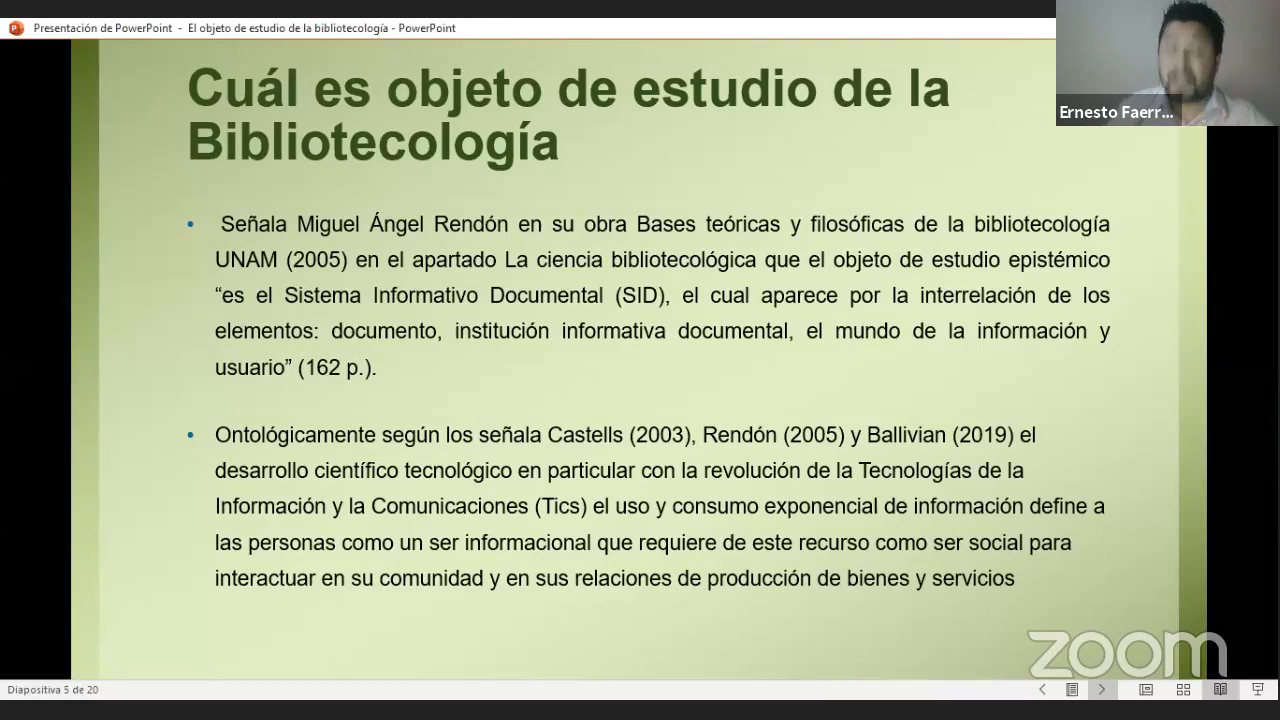 Presentación de PowerPoint - El objeto de estudio de la bibliotecología - PowerPoint
Ernesto Faerr...
Cuál es objeto de estudio de la
Bibliotecología
• Señala Miguel Ángel Rendón en su obra Bases teóricas y filosóficas de la bibliotecología
UNAM (2005) en el apartado La ciencia bibliotecológica que el objeto de estudio epistémico
“es el Sistema Informativo Documental (SID), el cual aparece por la interrelación de los
elementos: documento, institución informativa documental, el mundo de la información y
usuario” (162 p.).
• Ontológicamente según los señala Castells (2003), Rendón (2005) y Ballivian (2019) el
desarrollo científico tecnológico en particular con la revolución de la Tecnologías de la
Información y la Comunicaciones (Tics) el uso y consumo exponencial de información define a
las personas como un ser informacional que requiere de este recurso como ser social para
interactuar en su comunidad y en sus relaciones de producción de bienes y servicios
zoom
Diapositiva 5 de 20